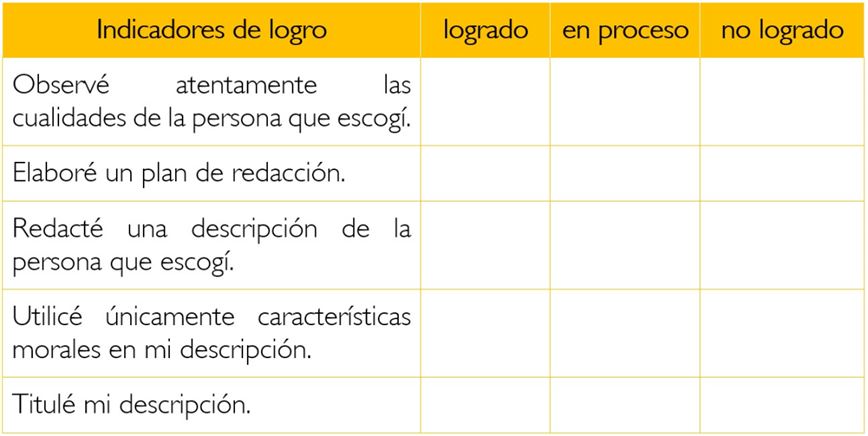 Indicadores de logro logrado en proceso no logrado
Observé atentamente las
cualidades de la persona que escogí.
Elaboré un plan de redacción.
Redacté una descripción de la
persona que escogí.
Utilicé únicamente características
morales en mi descripción.
Titulé mi descripción.